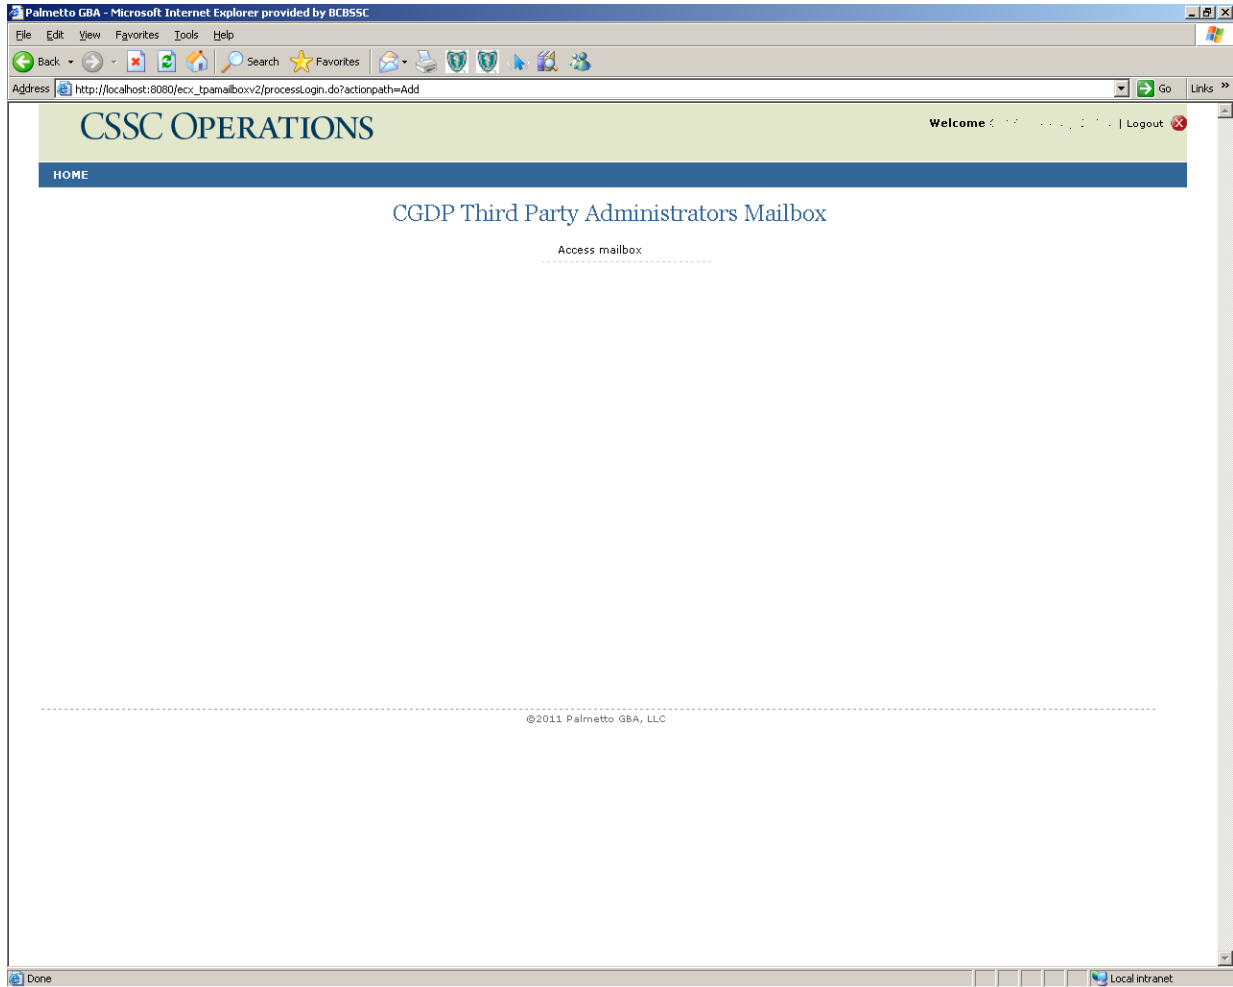 Palmetto GBA - Microsoft Internet Explorer provided by BCBSSC
File Edit View Favorites Tools Help
Back Search Favorites
Address http://localhost:8080/ecx_tpamailboxv2/processLogin.do?actionpath=Add Go Links »
CSSC OPERATIONS
Welcome | Logout
HOME
CGDP Third Party Administrators Mailbox
Access mailbox
©2011 Palmetto GBA, LLC
Done Local intranet